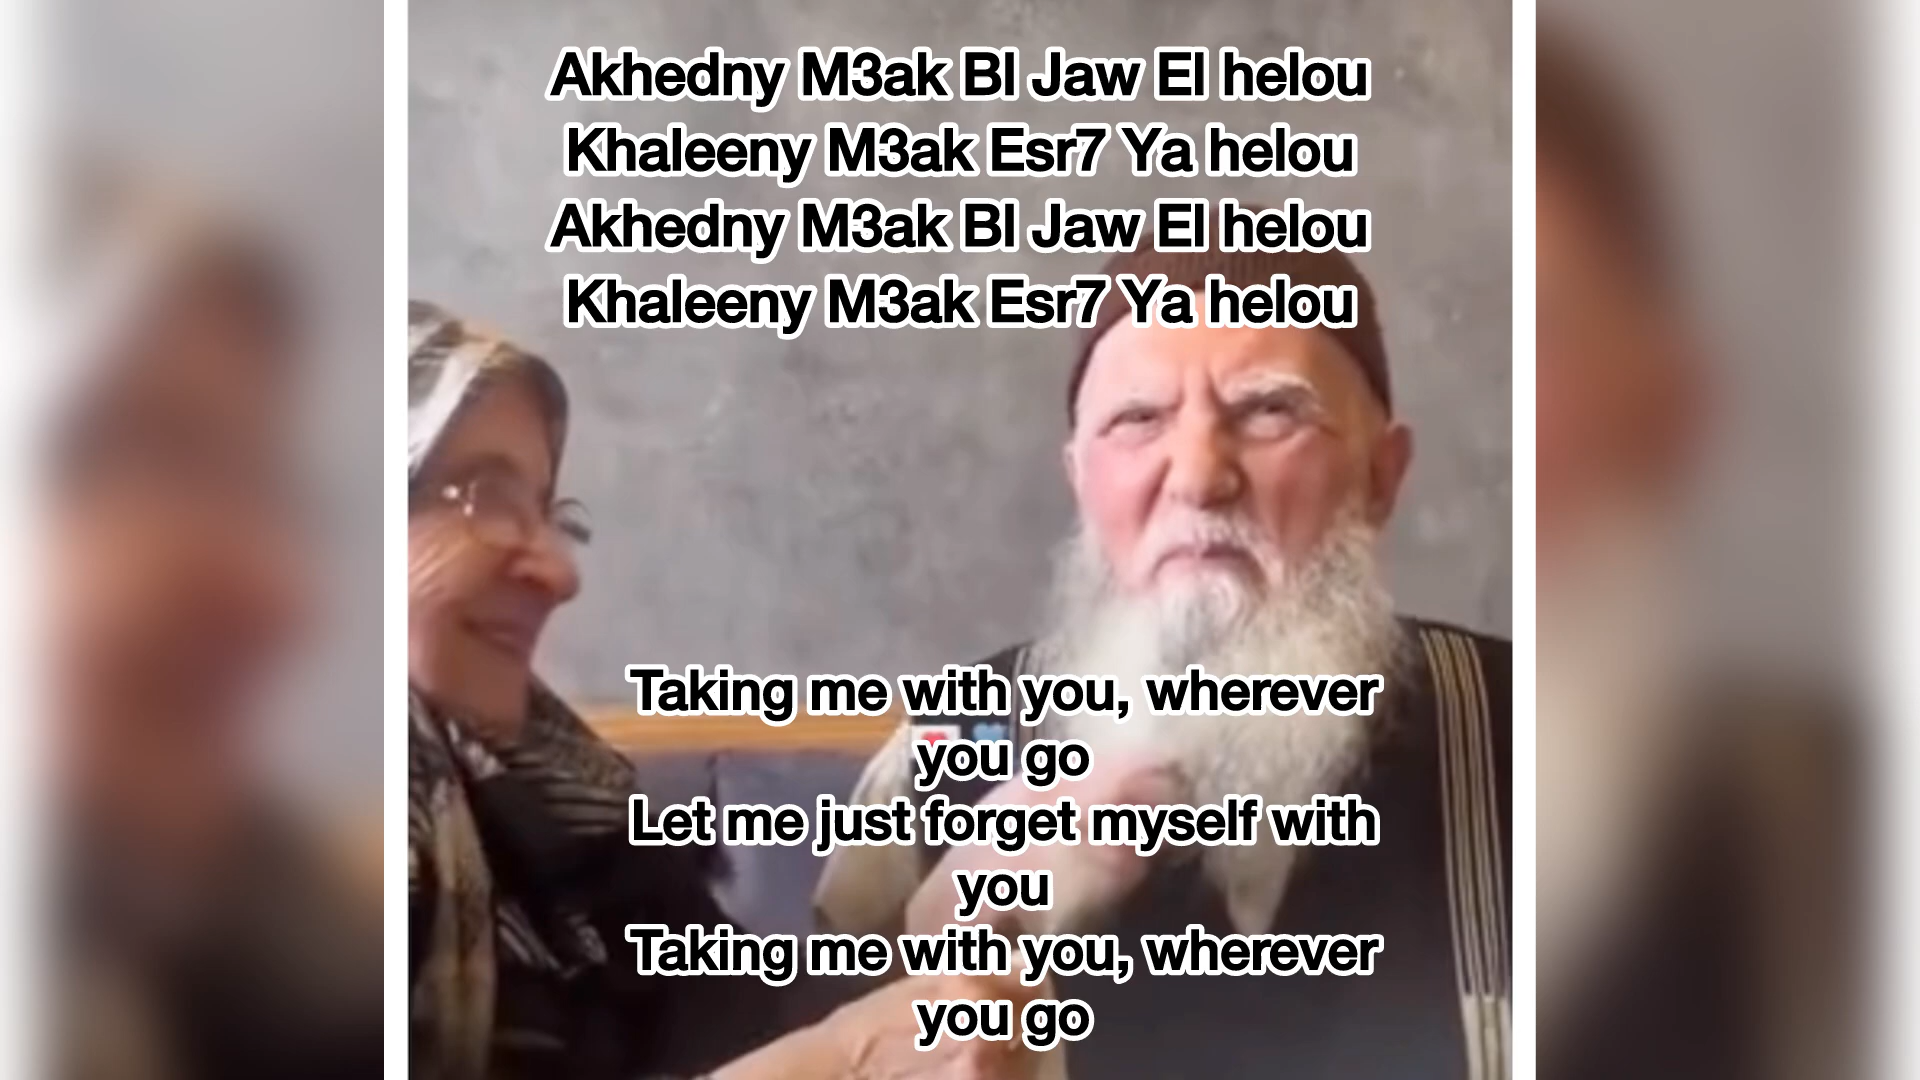 Akhedny M3ak Bl Jaw El helou
Khaleeny M3ak Esr7 Ya helou
Akhedny M3ak Bl Jaw El helou
Khaleeny M3ak Esr7 Ya helou
Taking me with you, wherever
you go
Let me just forget myself with
you
Taking me with you, wherever
you go